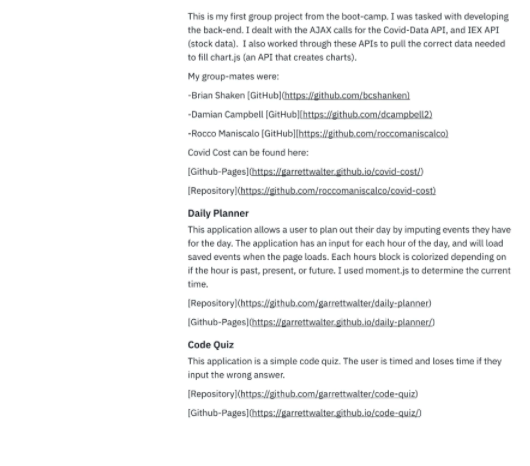 This is my first group project from the boot-camp. I was tasked with developing
the back-end. I dealt with the AJAX calls for the Covid-Data API, and IEX API
(stock data).  I also worked through these APIs to pull the correct data needed
to fill chart.js (an API that creates charts).
My group-mates were:
-Brian Shaken [GitHub](https://github.com/bcshanken)
-Damian Campbell [GitHub](https://github.com/dcampbell2)
-Rocco Maniscalo [GitHub](https://github.com/roccomaniscalco)
Covid Cost can be found here:
[Github-Pages](https://garrettwalter.github.io/covid-cost/)
[Repository](https://github.com/roccomaniscalco/covid-cost)
Daily Planner
This application allows a user to plan out their day by imputing events they have
for the day. The application has an input for each hour of the day, and will load
saved events when the page loads. Each hours block is colorized depending on
if the hour is past, present, or future. I used moment.js to determine the current
time.
[Repository](https://github.com/garrettwalter/daily-planner)
[Github-Pages](https://garrettwalter.github.io/daily-planner/)
Code Quiz
This application is a simple code quiz. The user is timed and loses time if they
input the wrong answer.
[Repository](https://github.com/garrettwalter/code-quiz)
[Github-Pages](https://garrettwalter.github.io/code-quiz/)